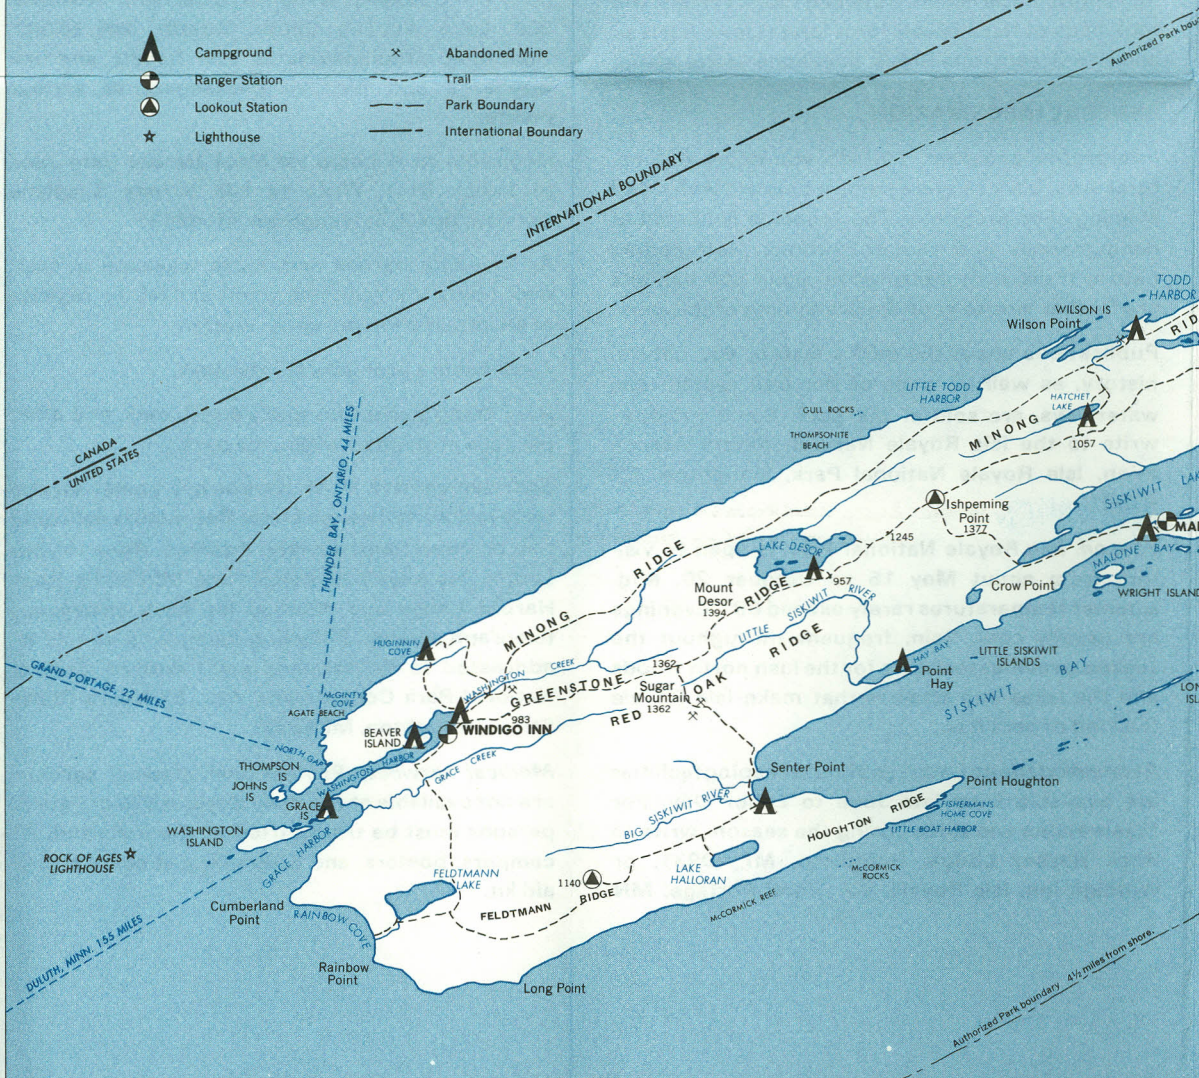 Campground
Ranger Station
Lookout Station
Lighthouse
Abandoned Mine
Trail
Park Boundary
International Boundary
Authorized Park
INTERNATIONAL BOUNDARY
CANADA
UNITED STATES
THUNDER BAY, ONTARIO, 44 MILES
GRAND PORTAGE, 22 MILES
DULUTH, MINN. 155 MILES
TODD
HARBOR
WILSON IS
Wilson Point
LITTLE TODD
HARBOR
HATCHET
LAKE
1057
GULL ROCKS
THOMPSONITE
BEACH
MINONG
RID
Ishpeming
Point
1377
1245
SISKIWIT LAK
MAL
MALONE BAY
WRIGHT ISLAND
Crow Point
LAKE DESOR
957
Mount
Desor
1394
RIDGE
LITTLE SISKIWIT RIVER
RIDGE
MINONG RIDGE
HUGININ
COVE
WASHINGTON CREEK
GREENSTONE
1362
Sugar
Mountain
1362
OAK
RED
983
McGINTY
COVE
AGATE BEACH
BEAVER
ISLAND
WINDIGO INN
NORTH GAP
WASHINGTON HARBOR
GRACE CREEK
THOMPSON
IS
JOHNS
IS
GRACE
IS
WASHINGTON
ISLAND
ROCK OF AGES
LIGHTHOUSE
GRACE HARBOR
Cumberland
Point
RAINBOW COVE
Rainbow
Point
FELDTMANN
LAKE
FELDTMANN RIDGE
1140
Long Point
BIG SISKIWIT RIVER
LAKE
HALLORAN
Senter Point
HAY BAY
Point
Hay
LITTLE SISKIWIT
ISLANDS
SISKIWIT BAY
LON
ISL
Point Houghton
HOUGHTON RIDGE
FISHERMANS
HOME COVE
LITTLE BOAT HARBOR
McCORMICK
ROCKS
McCORMICK REEF
Authorized Park boundary 4½ miles from shore.